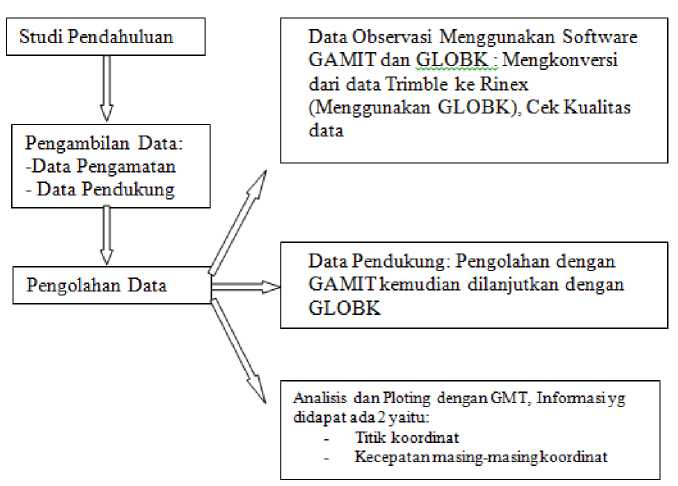 Studi Pendahuluan
Pengambilan Data:
-Data Pengamatan
- Data Pendukung
Pengolahan Data
Data Observasi Menggunakan Software
GAMIT dan GLOBK : Mengkonversi
dari data Trimble ke Rinex
(Menggunakan GLOBK), Cek Kualitas
data
Data Pendukung: Pengolahan dengan
GAMIT kemudian dilanjutkan dengan
GLOBK
Analisis dan Ploting dengan GMT, Informasi yg
didapat ada 2 yaitu:
- Titik koordinat
- Kecepatan masing-masing koordinat